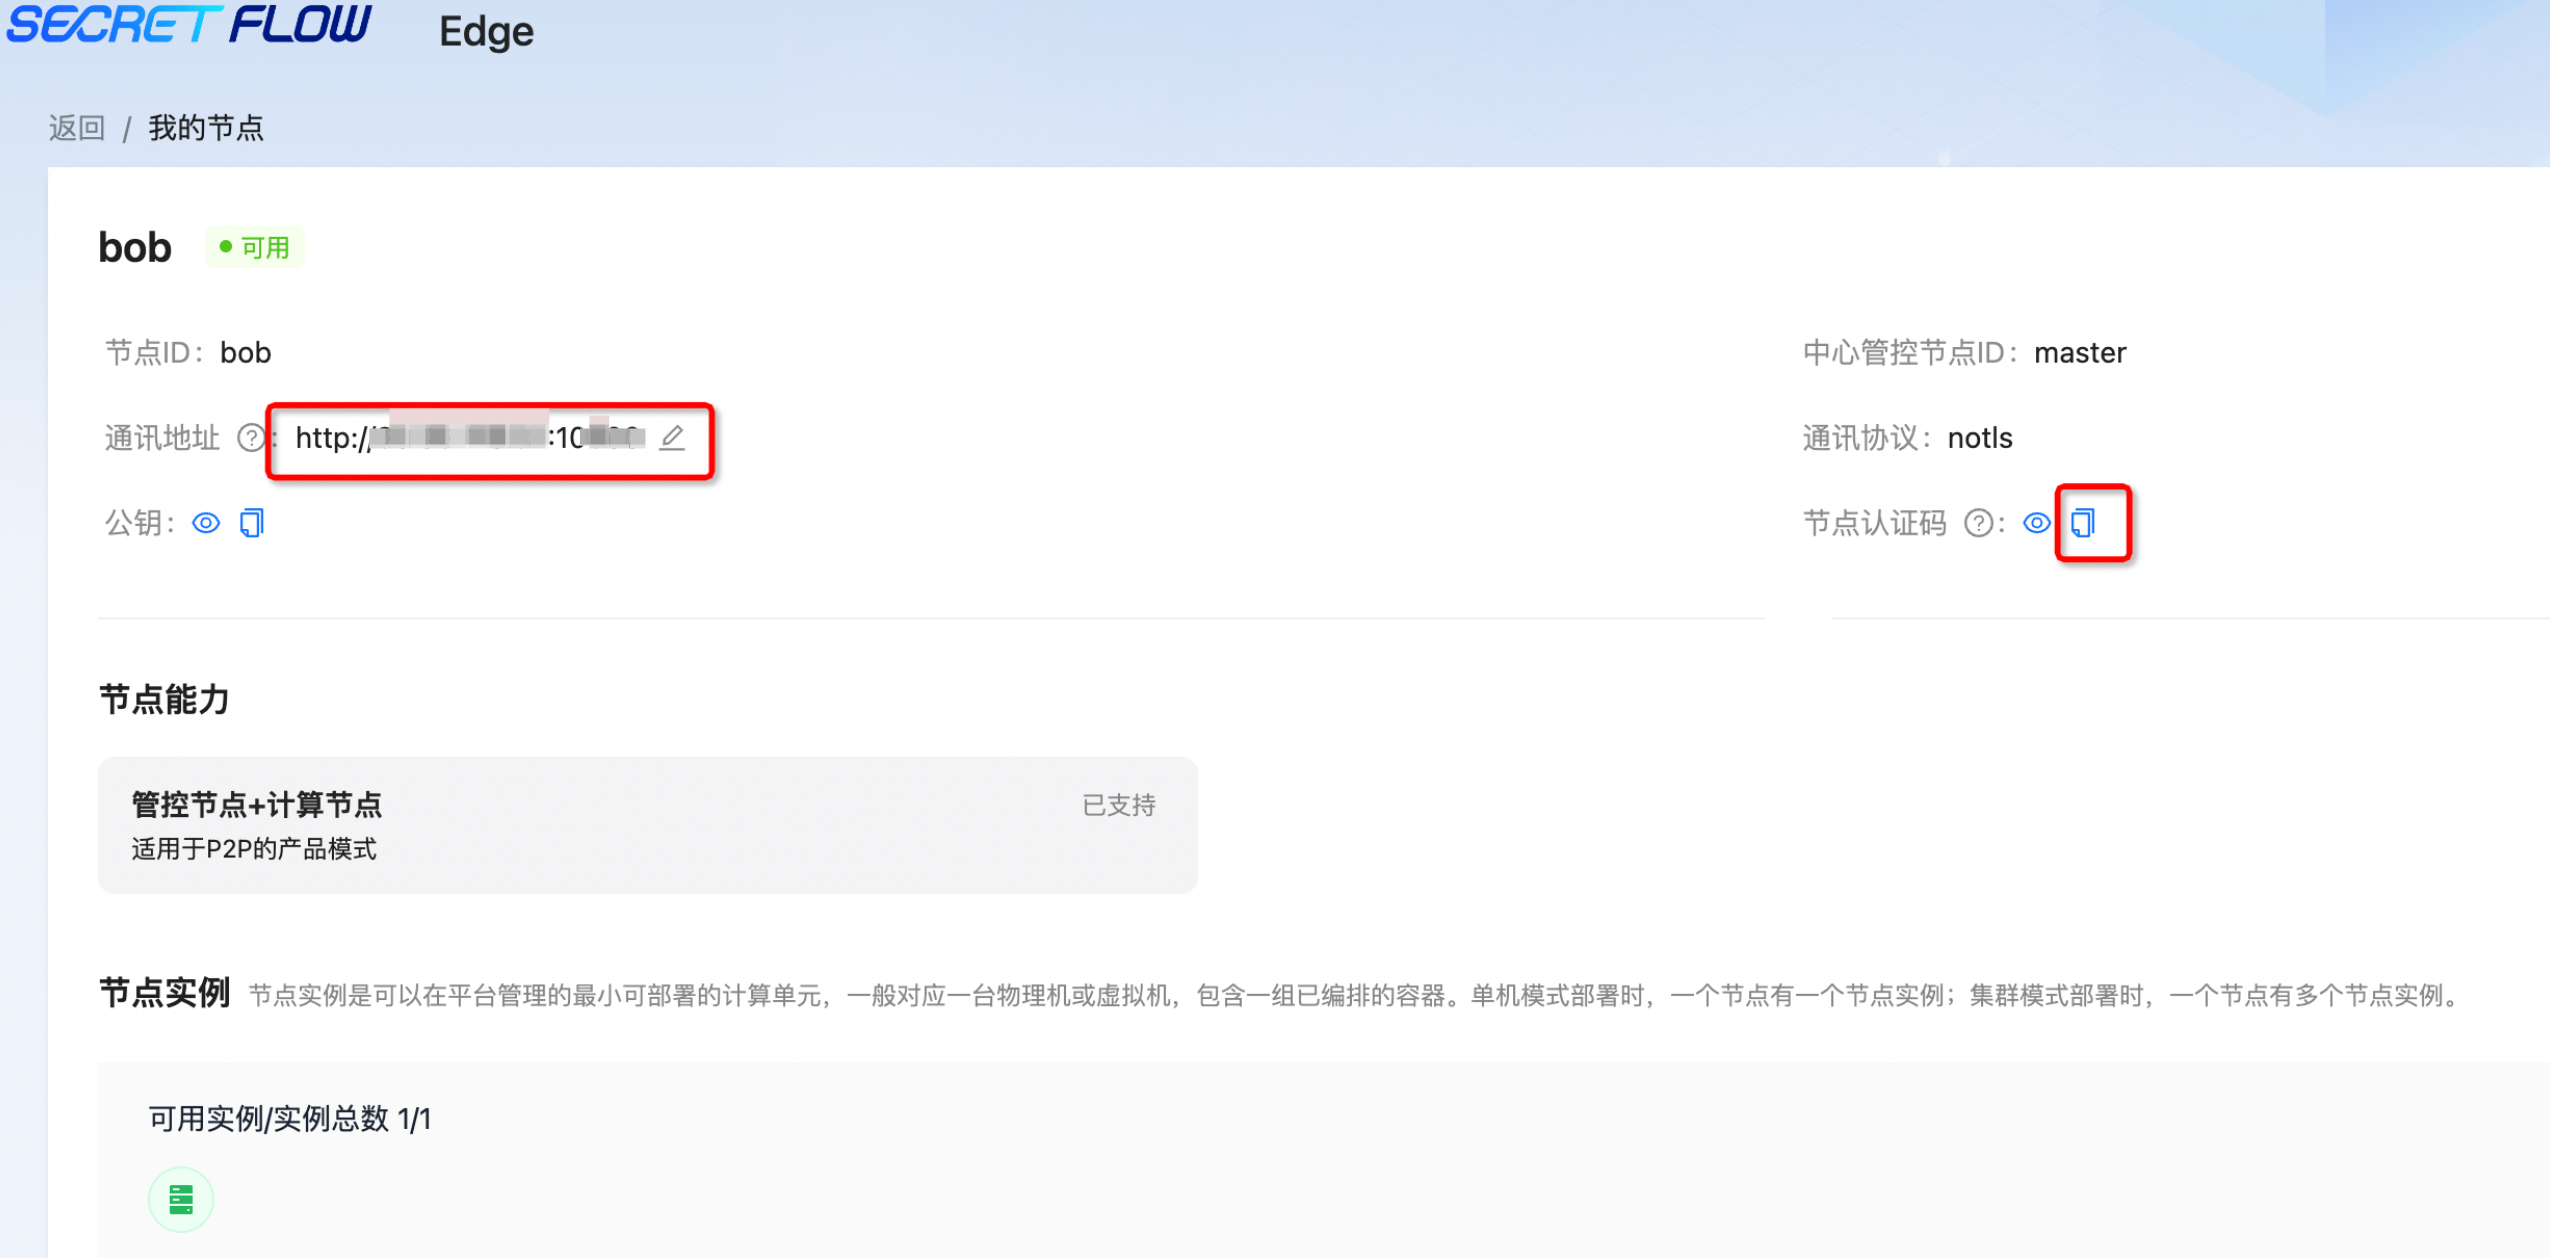 SECRET FLOW Edge
返回 / 我的节点
bob 可用
节点ID： bob
中心管控节点ID： master
通讯地址 ?： http:// :10
通讯协议： notls
公钥：
节点认证码 ?：
节点能力
管控节点+计算节点 已支持
适用于P2P的产品模式
节点实例 节点实例是可以在平台管理的最小可部署的计算单元，一般对应一台物理机或虚拟机，包含一组已编排的容器。单机模式部署时，一个节点有一个节点实例；集群模式部署时，一个节点有多个节点实例。
可用实例/实例总数 1/1